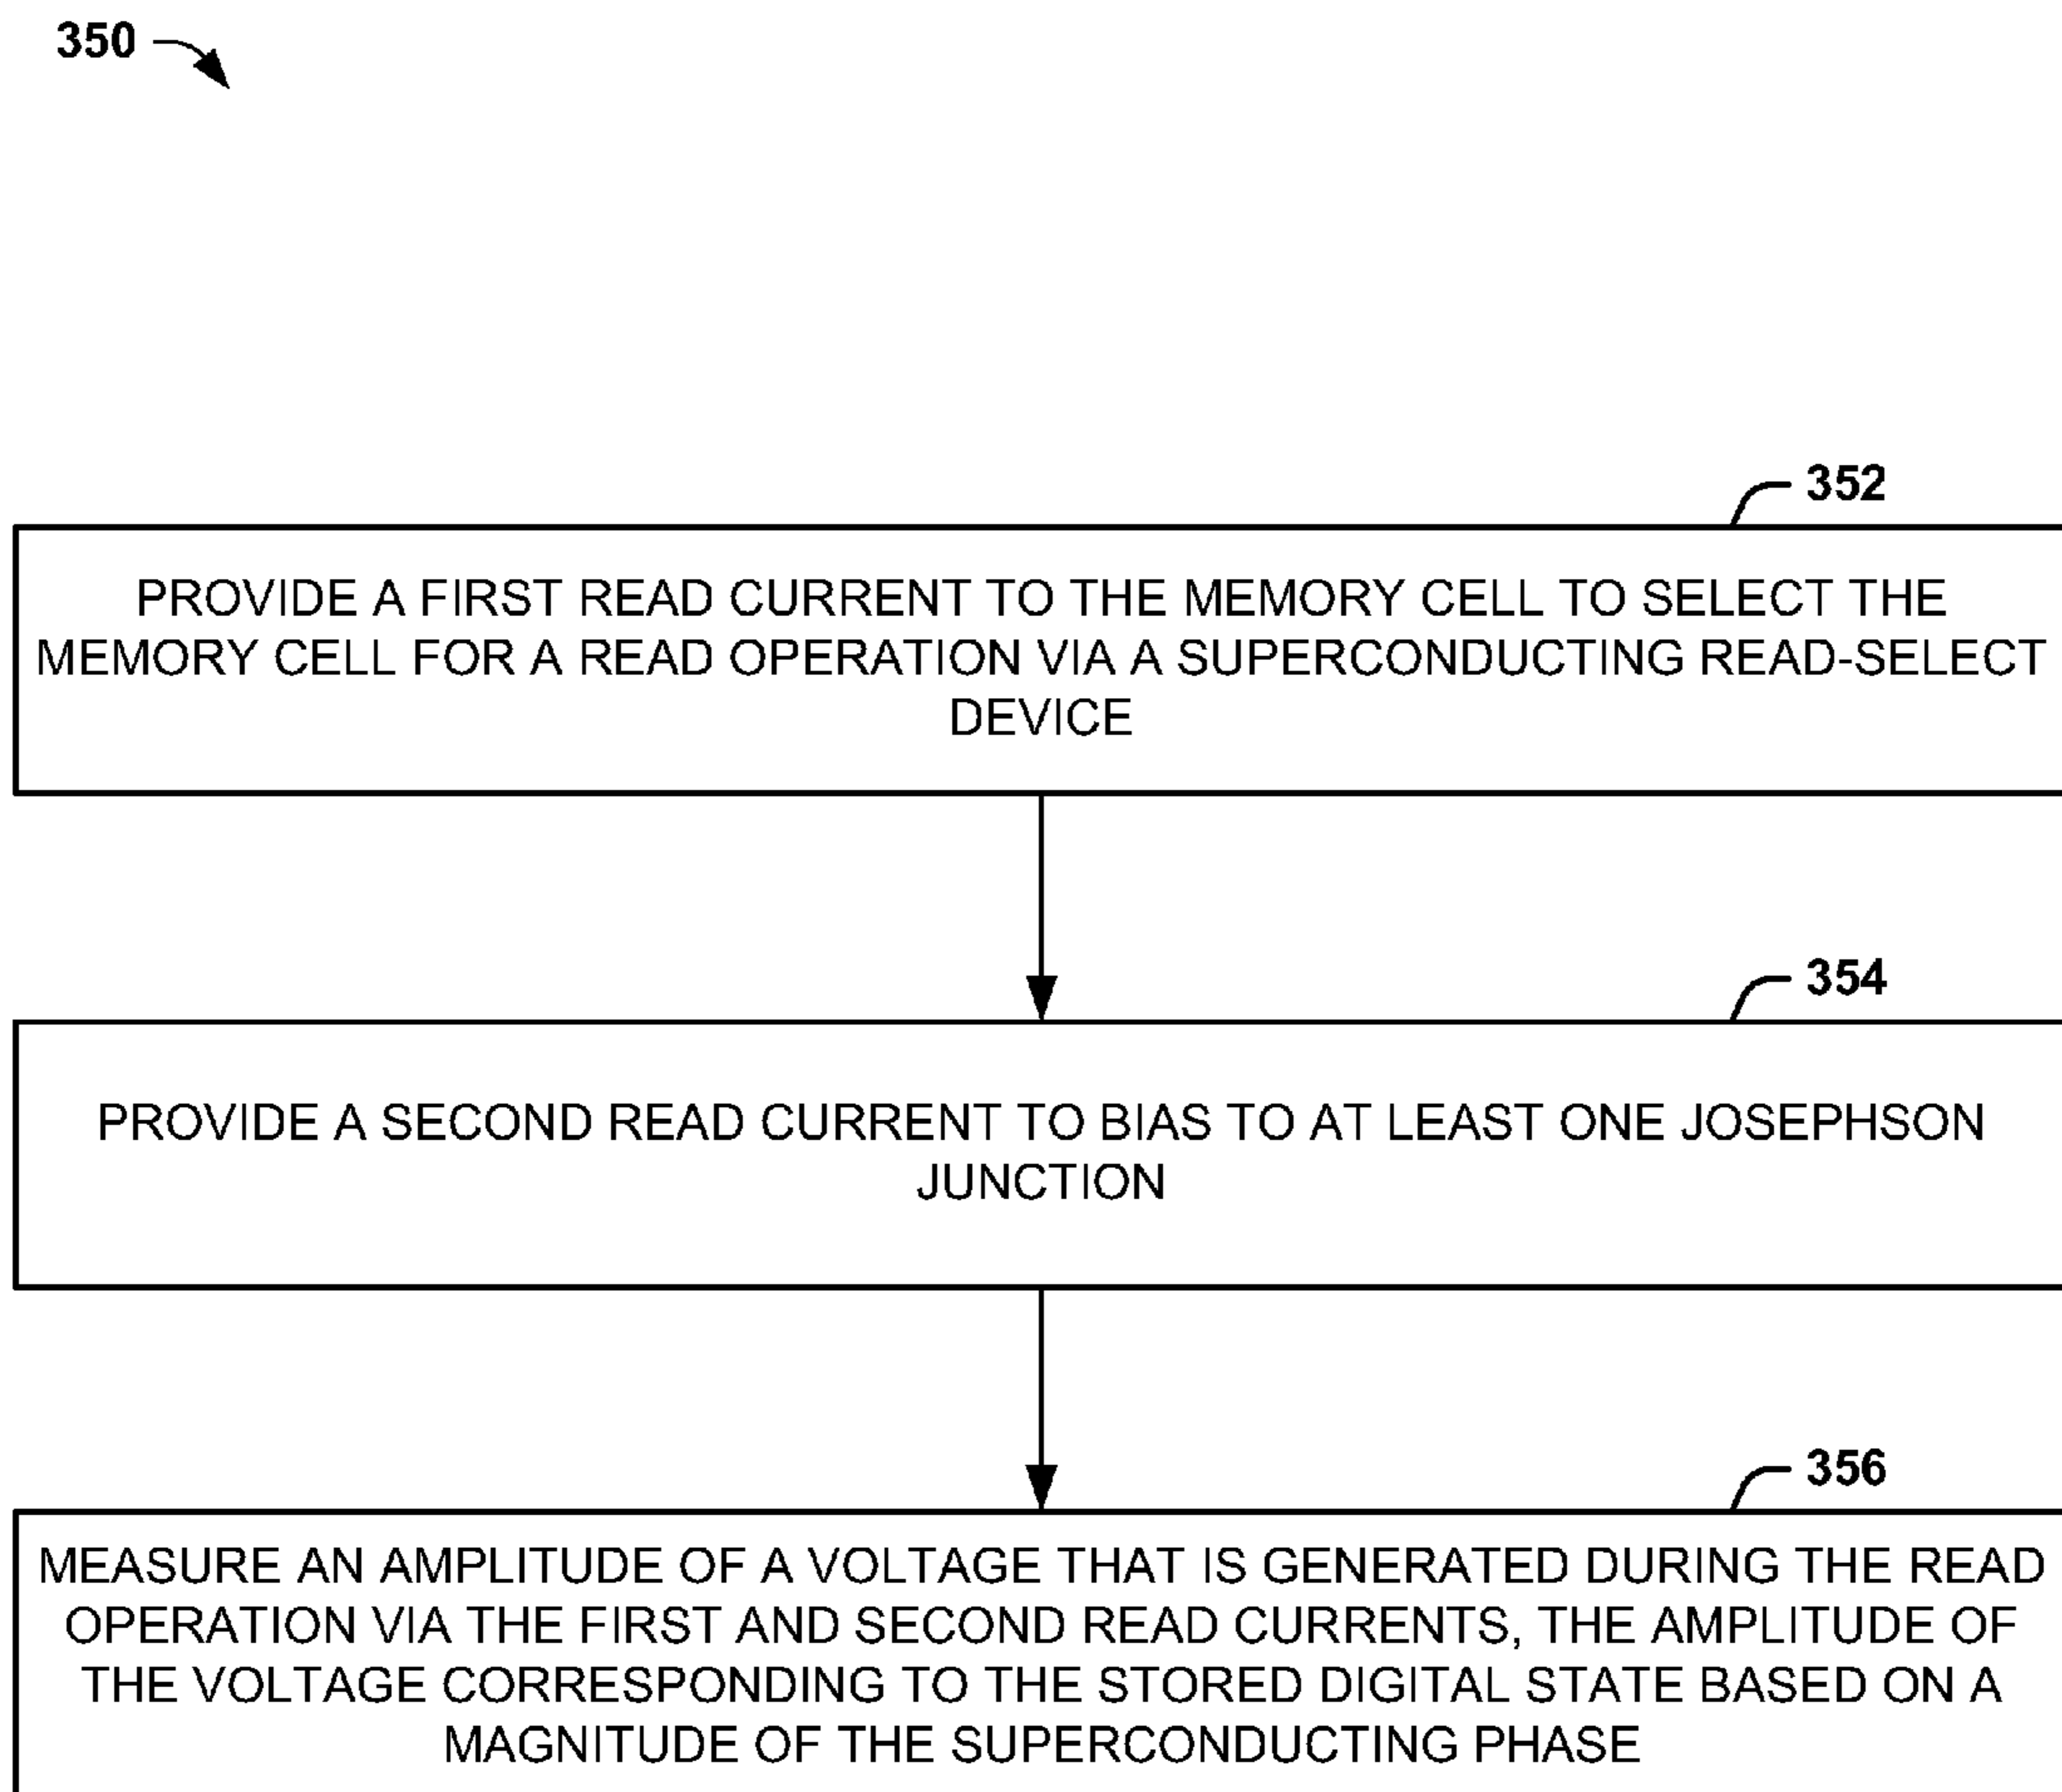 350
352
PROVIDE A FIRST READ CURRENT TO THE MEMORY CELL TO SELECT THE
MEMORY CELL FOR A READ OPERATION VIA A SUPERCONDUCTING READ-SELECT
DEVICE
354
PROVIDE A SECOND READ CURRENT TO BIAS TO AT LEAST ONE JOSEPHSON
JUNCTION
356
MEASURE AN AMPLITUDE OF A VOLTAGE THAT IS GENERATED DURING THE READ
OPERATION VIA THE FIRST AND SECOND READ CURRENTS, THE AMPLITUDE OF
THE VOLTAGE CORRESPONDING TO THE STORED DIGITAL STATE BASED ON A
MAGNITUDE OF THE SUPERCONDUCTING PHASE